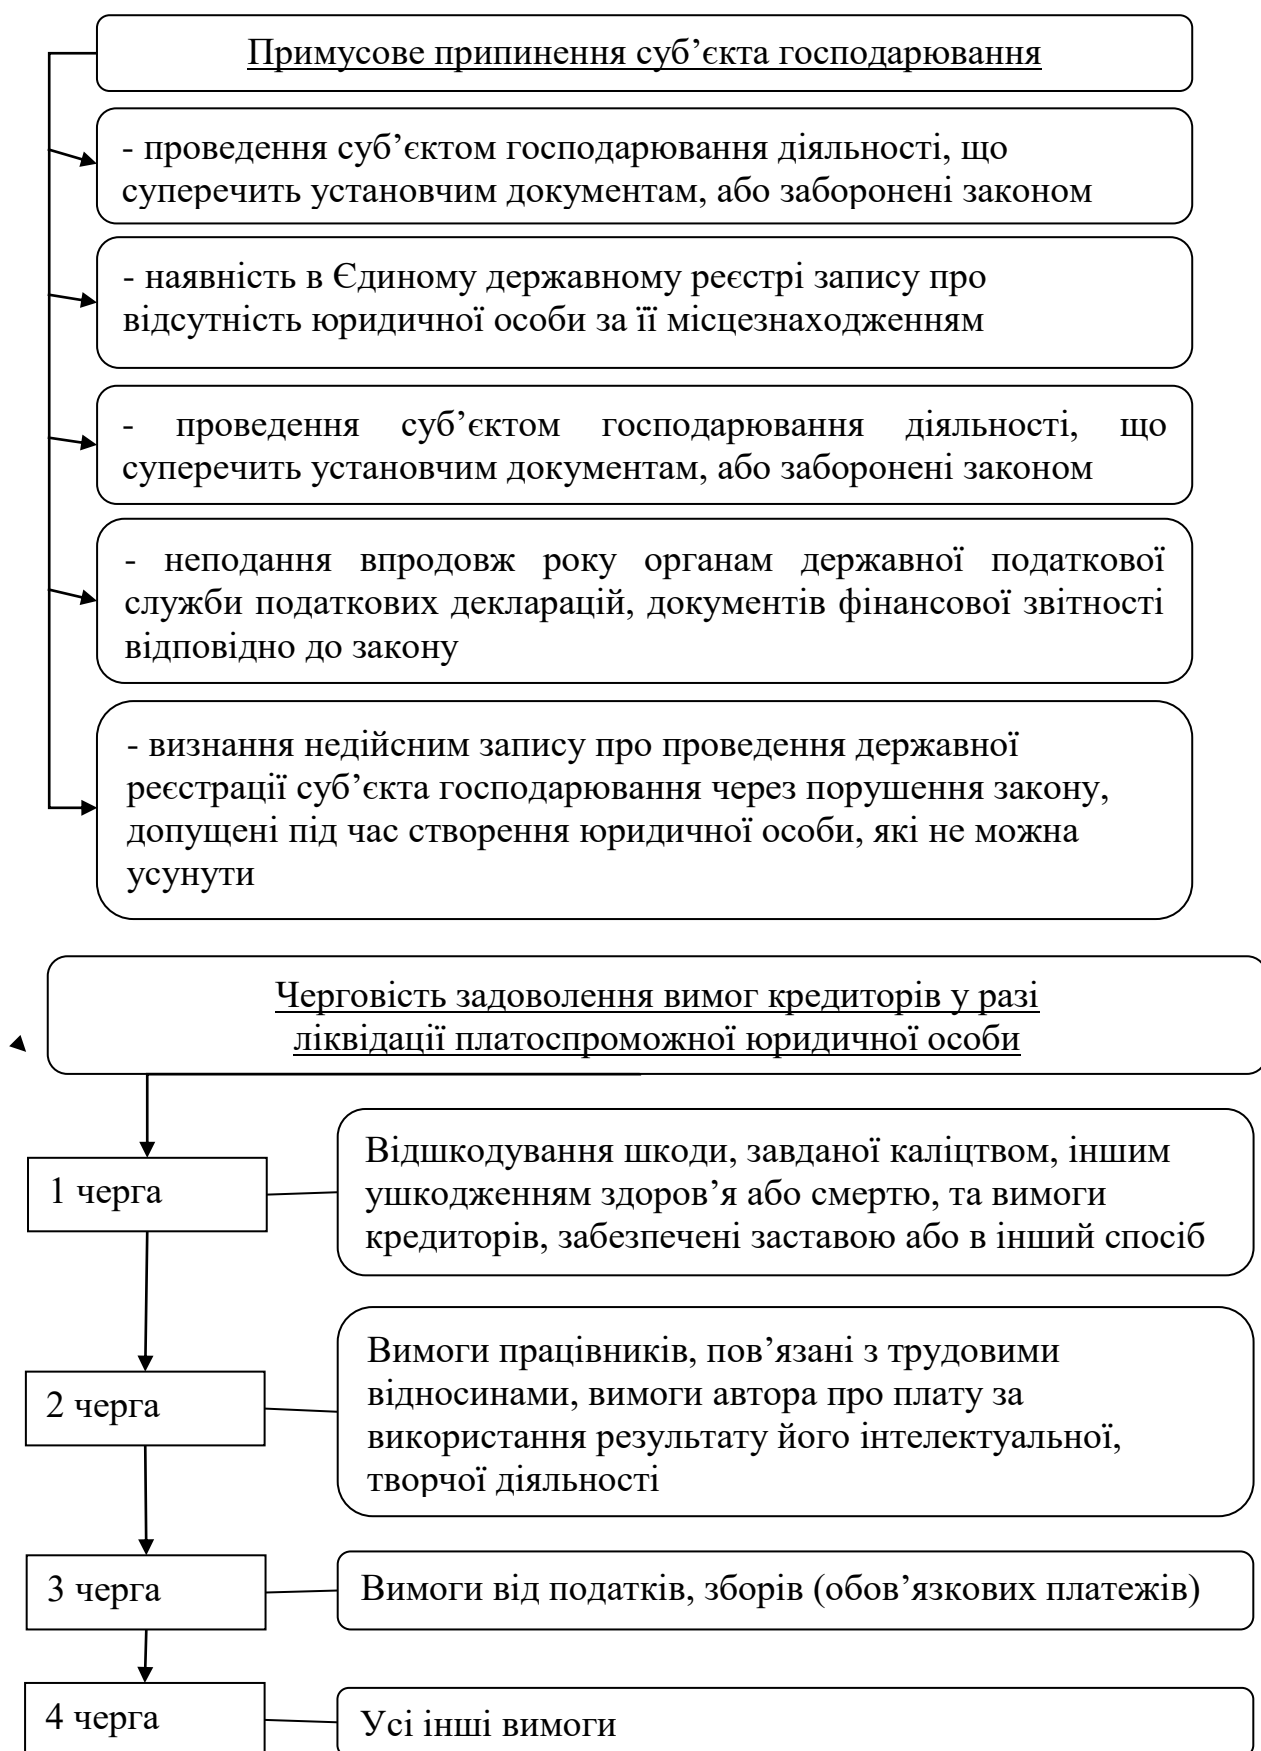 Примусове припинення суб’єкта господарювання
- проведення суб’єктом господарювання діяльності, що
суперечить установчим документам, або заборонені законом
- наявність в Єдиному державному реєстрі запису про
відсутність юридичної особи за її місцезнаходженням
- проведення суб’єктом господарювання діяльності, що
суперечить установчим документам, або заборонені законом
- неподання впродовж року органам державної податкової
служби податкових декларацій, документів фінансової звітності
відповідно до закону
- визнання недійсним запису про проведення державної
реєстрації суб’єкта господарювання через порушення закону,
допущені під час створення юридичної особи, які не можна
усунути
Черговість задоволення вимог кредиторів у разі
ліквідації платоспроможної юридичної особи
1 черга
Відшкодування шкоди, завданої каліцтвом, іншим
ушкодженням здоров’я або смертю, та вимоги
кредиторів, забезпечені заставою або в інший спосіб
2 черга
Вимоги працівників, пов’язані з трудовими
відносинами, вимоги автора про плату за
використання результату його інтелектуальної,
творчої діяльності
3 черга
Вимоги від податків, зборів (обов’язкових платежів)
4 черга
Усі інші вимоги